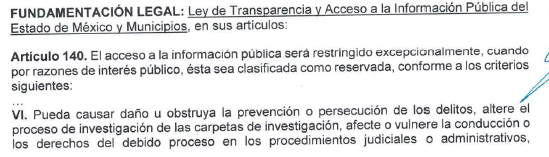 FUNDAMENTACIÓN LEGAL: Ley de Transparencia y Acceso a la Información Pública del
Estado de México y Municipios, en sus artículos:
Artículo 140. El acceso a la información pública será restringido excepcionalmente, cuando
por razones de interés público, ésta sea clasificada como reservada, conforme a los criterios
siguientes:
...
VI. Pueda causar daño u obstruya la prevención o persecución de los delitos, altere el
proceso de investigación de las carpetas de investigación, afecte o vulnere la conducción o
los derechos del debido proceso en los procedimientos judiciales o administrativos,